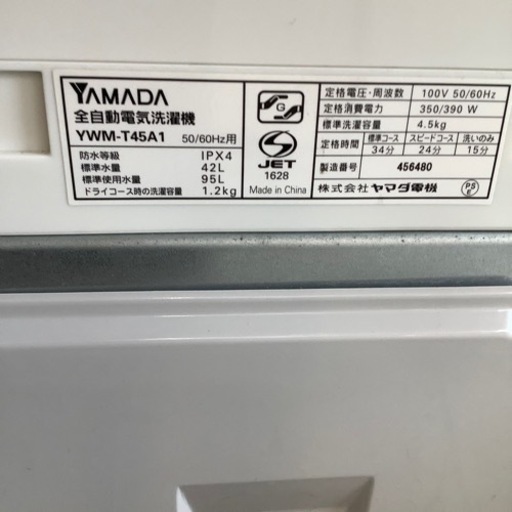 YAMADA
全自動電気洗濯機
YWM-T45A1 50/60Hz用
防水等級 IPX4
標準水量 42L
標準使用水量 95L
ドライコース時の洗濯容量 1.2kg
G
JET
1628
Made in China
定格電圧・周波数 100V 50/60Hz
定格消費電力 350/390 W
標準洗濯容量 4.5kg
定格時間 標準コース スピードコース 洗いのみ
34分 24分 15分
製造番号 456480
株式会社 ヤマダ電機
PS
E